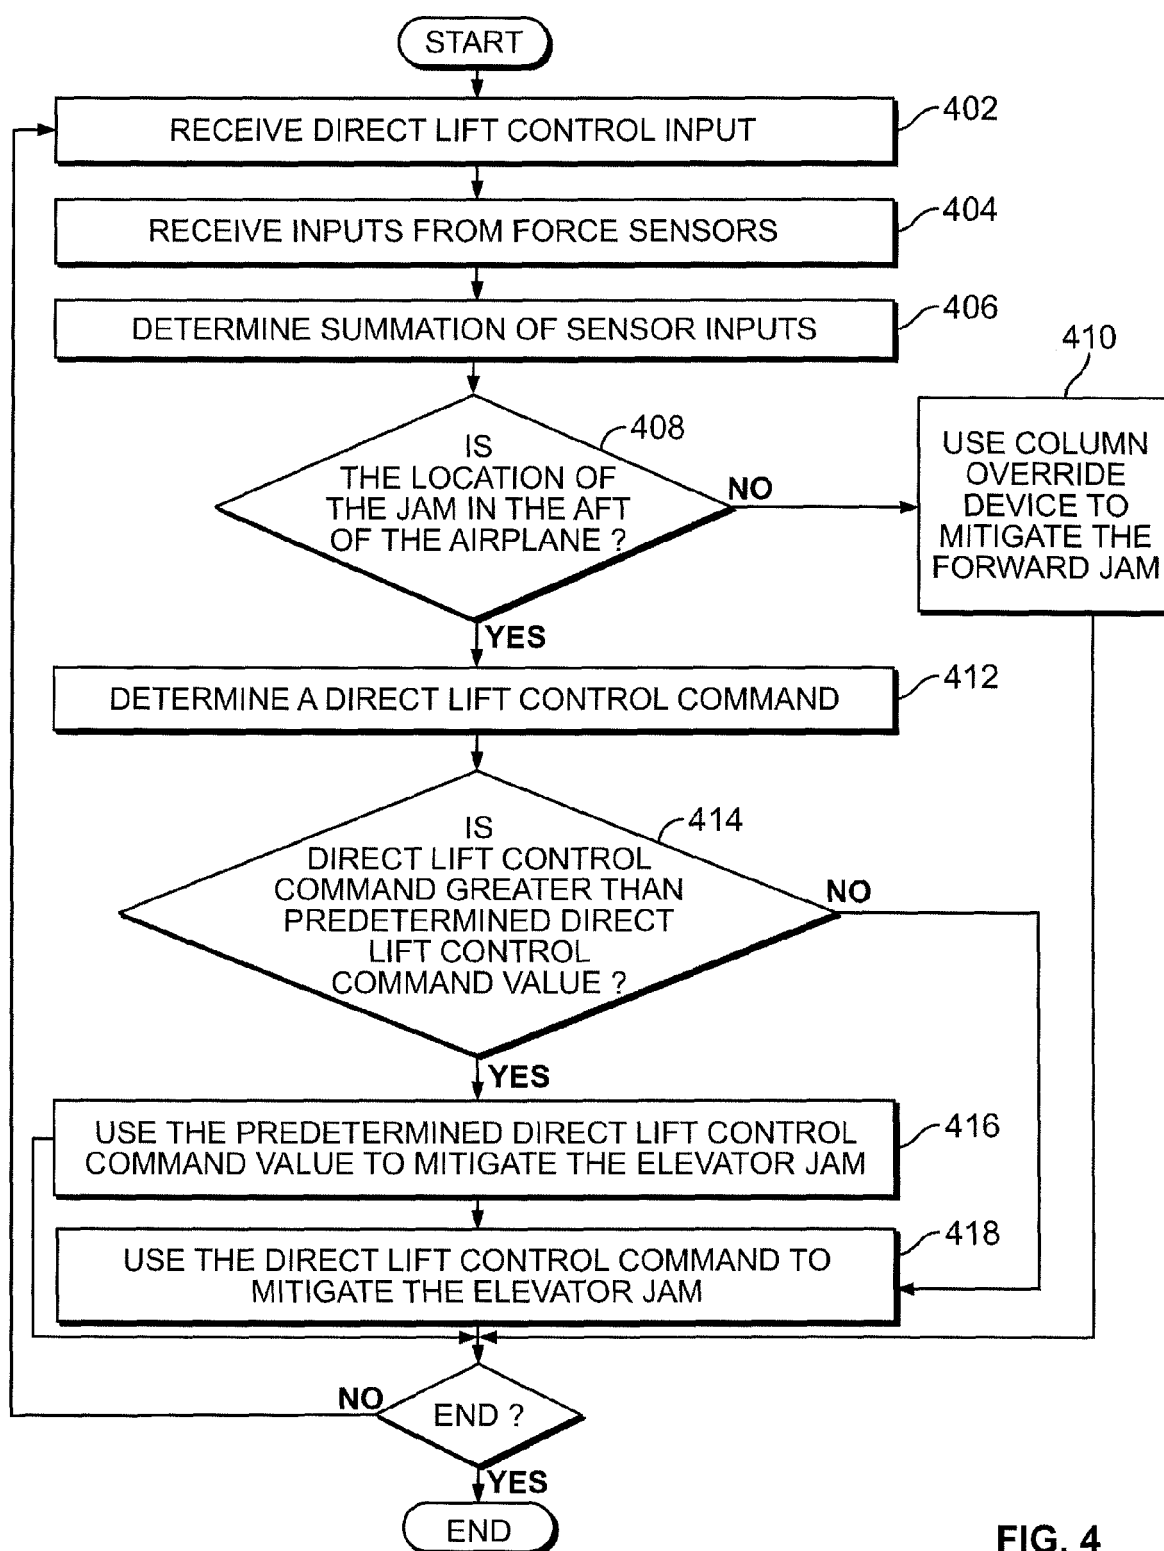 START
RECEIVE DIRECT LIFT CONTROL INPUT
402
RECEIVE INPUTS FROM FORCE SENSORS
404
DETERMINE SUMMATION OF SENSOR INPUTS
406
IS
THE LOCATION OF
THE JAM IN THE AFT
OF THE AIRPLANE ?
408
NO
410
USE COLUMN
OVERRIDE
DEVICE TO
MITIGATE THE
FORWARD JAM
YES
DETERMINE A DIRECT LIFT CONTROL COMMAND
412
IS
DIRECT LIFT CONTROL
COMMAND GREATER THAN
PREDETERMINED DIRECT
LIFT CONTROL
COMMAND VALUE ?
414
NO
YES
USE THE PREDETERMINED DIRECT LIFT CONTROL
COMMAND VALUE TO MITIGATE THE ELEVATOR JAM
416
USE THE DIRECT LIFT CONTROL COMMAND TO
MITIGATE THE ELEVATOR JAM
418
NO
END ?
YES
END
FIG. 4